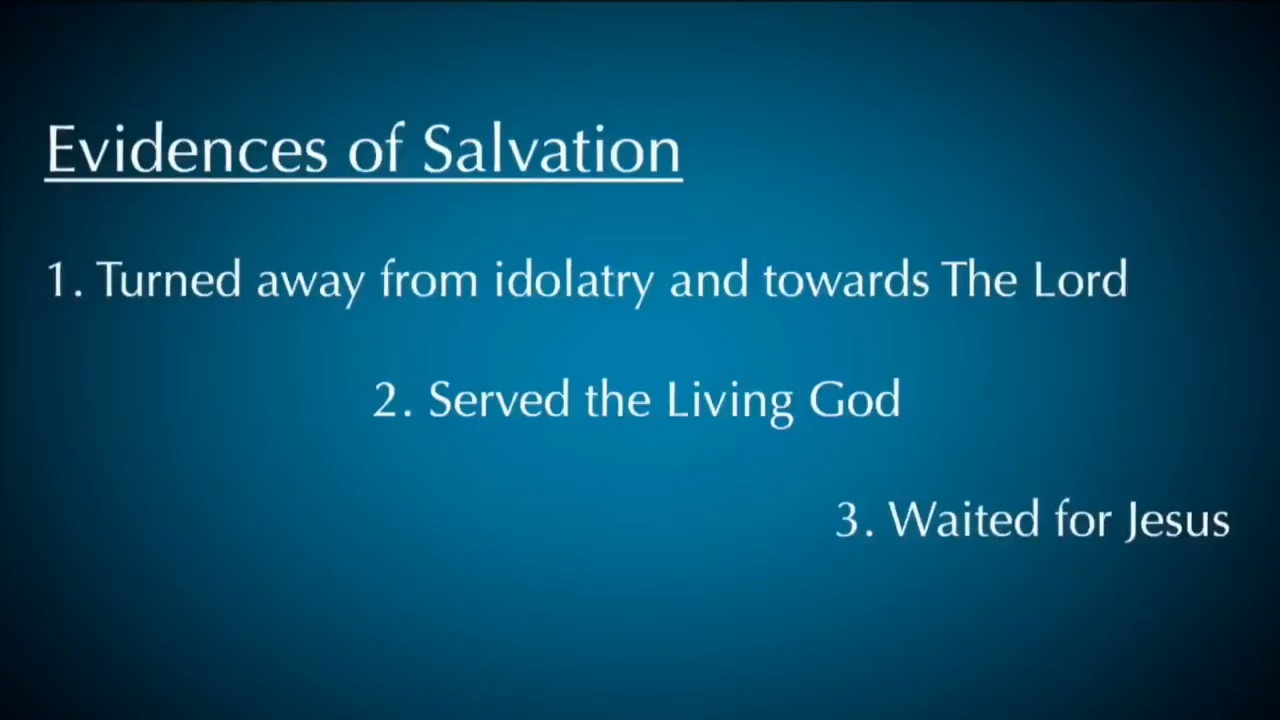 Evidences of Salvation
1. Turned away from idolatry and towards The Lord
2. Served the Living God
3. Waited for Jesus